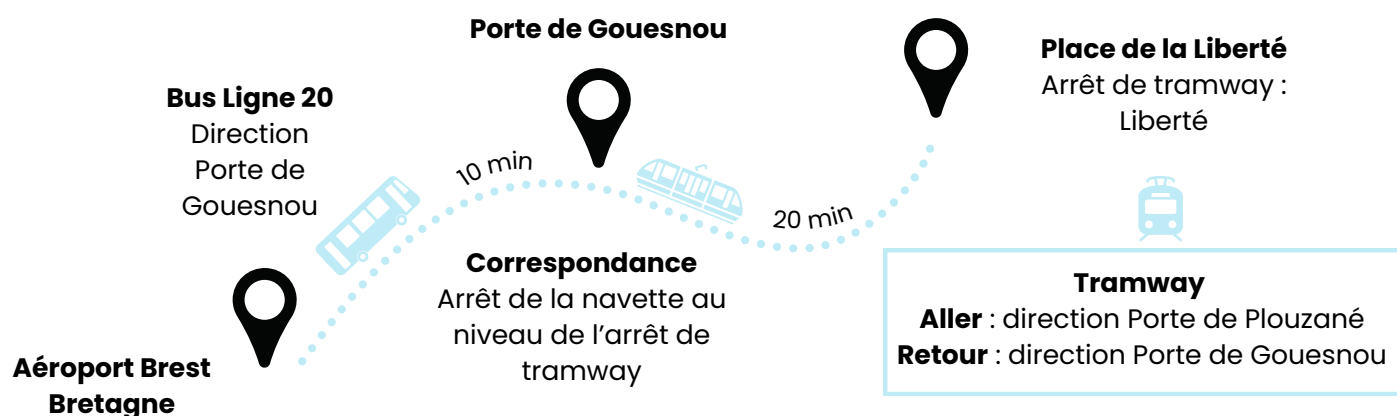 Aéroport Brest
Bretagne
Bus Ligne 20
Direction
Porte de
Gouesnou
10 min
Porte de Gouesnou
Correspondance
Arrêt de la navette au
niveau de l’arrêt de
tramway
20 min
Place de la Liberté
Arrêt de tramway :
Liberté
Tramway
Aller : direction Porte de Plouzané
Retour : direction Porte de Gouesnou